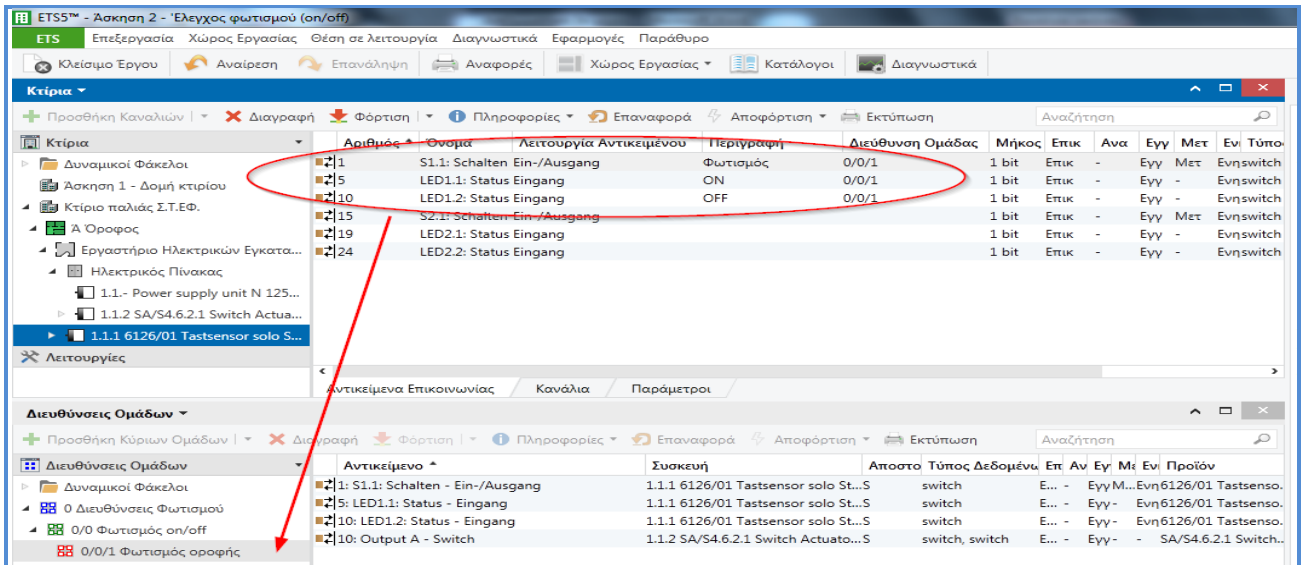 ETS5™ - Άσκηση 2 - 'Ελεγχος φωτισμού (on/off)
ETS Επεξεργασία Χώρος Εργασίας Θέση σε λειτουργία Διαγνωστικά Εφαρμογές Παράθυρο
Κλείσιμο Έργου Αναίρεση Επανάληψη Αναφορές Χώρος Εργασίας Κατάλογοι Διαγνωστικά
Κτίρια
Προσθήκη Καναλιών Διαγραφή Φόρτιση Πληροφορίες Επαναφορά Αποφόρτιση Εκτύπωση Αναζήτηση
Κτίρια
Δυναμικοί Φάκελοι
Άσκηση 1 - Δομή κτιρίου
Κτίριο παλιάς Σ.Τ.ΕΦ.
Ά Όροφος
Εργαστήριο Ηλεκτρικών Εγκατα...
Ηλεκτρικός Πίνακας
1.1.- Power supply unit N 125...
1.1.2 SA/S4.6.2.1 Switch Actua...
1.1.1 6126/01 Tastsensor solo S...
Λειτουργίες
Αριθμός Όνομα Λειτουργία Αντικειμένου Περιγραφή Διεύθυνση Ομάδας Μήκος Επικ Ανα Εγγ Μετ Ενι Τύπο
1 S1.1: Schalten Ein-/Ausgang Φωτισμός 0/0/1 1 bit Επικ - Εγγ Μετ Ενη switch
5 LED1.1: Status Eingang ON 0/0/1 1 bit Επικ - Εγγ - Ενη switch
10 LED1.2: Status Eingang OFF 0/0/1 1 bit Επικ - Εγγ - Ενη switch
15 S2.1: Schalten Ein-/Ausgang 1 bit Επικ - Εγγ Μετ Ενη switch
19 LED2.1: Status Eingang 1 bit Επικ - Εγγ - Ενη switch
24 LED2.2: Status Eingang 1 bit Επικ - Εγγ - Ενη switch
Αντικείμενα Επικοινωνίας Κανάλια Παράμετροι
Διευθύνσεις Ομάδων
Προσθήκη Κύριων Ομάδων Διαγραφή Φόρτιση Πληροφορίες Επαναφορά Αποφόρτιση Εκτύπωση Αναζήτηση
Διευθύνσεις Ομάδων
Δυναμικοί Φάκελοι
0 Διευθύνσεις Φωτισμού
0/0 Φωτισμός on/off
0/0/1 Φωτισμός οροφής
Αντικείμενο Συσκευή Αποστο Τύπος Δεδομένω Επ Αν Εγ Με Ενι Προϊόν
1: S1.1: Schalten - Ein-/Ausgang 1.1.1 6126/01 Tastsensor solo St... S switch Ε... - Εγγ Μ... Ενη 6126/01 Tastsenso.
5: LED1.1: Status - Eingang 1.1.1 6126/01 Tastsensor solo St... S switch Ε... - Εγγ - Ενη 6126/01 Tastsenso.
10: LED1.2: Status - Eingang 1.1.1 6126/01 Tastsensor solo St... S switch Ε... - Εγγ - Ενη 6126/01 Tastsenso.
10: Output A - Switch 1.1.2 SA/S4.6.2.1 Switch Actuato... S switch, switch Ε... - Εγγ - - SA/S4.6.2.1 Switch..